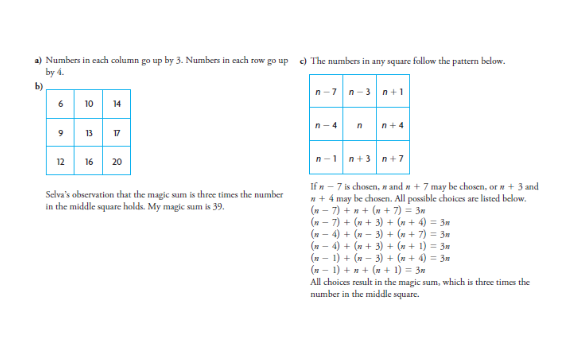 a) Numbers in each column go up by 3. Numbers in each row go up
by 4.
b)
6 10 14
9 13 17
12 16 20
Selva's observation that the magic sum is three times the number
in the middle square holds. My magic sum is 39.
c) The numbers in any square follow the pattern below.
n − 7 n − 3 n + 1
n − 4 n n + 4
n − 1 n + 3 n + 7
If n − 7 is chosen, n and n + 7 may be chosen, or n + 3 and
n + 4 may be chosen. All possible choices are listed below.
(n − 7) + n + (n + 7) = 3n
(n − 7) + (n + 3) + (n + 4) = 3n
(n − 4) + (n − 3) + (n + 7) = 3n
(n − 4) + (n + 3) + (n + 1) = 3n
(n − 1) + (n − 3) + (n + 4) = 3n
(n − 1) + n + (n + 1) = 3n
All choices result in the magic sum, which is three times the
number in the middle square.